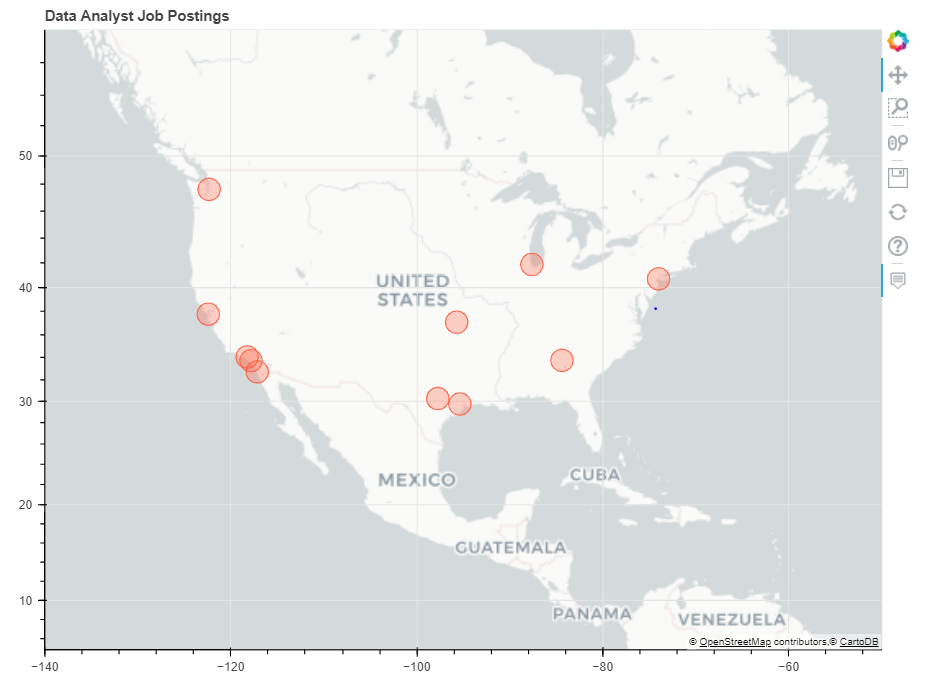 Data Analyst Job Postings
50
40
30
20
10
UNITED
STATES
MEXICO
CUBA
GUATEMALA
PANAMA
VENEZUELA
© OpenStreetMap contributors,© CartoDB
−140 −120 −100 −80 −60